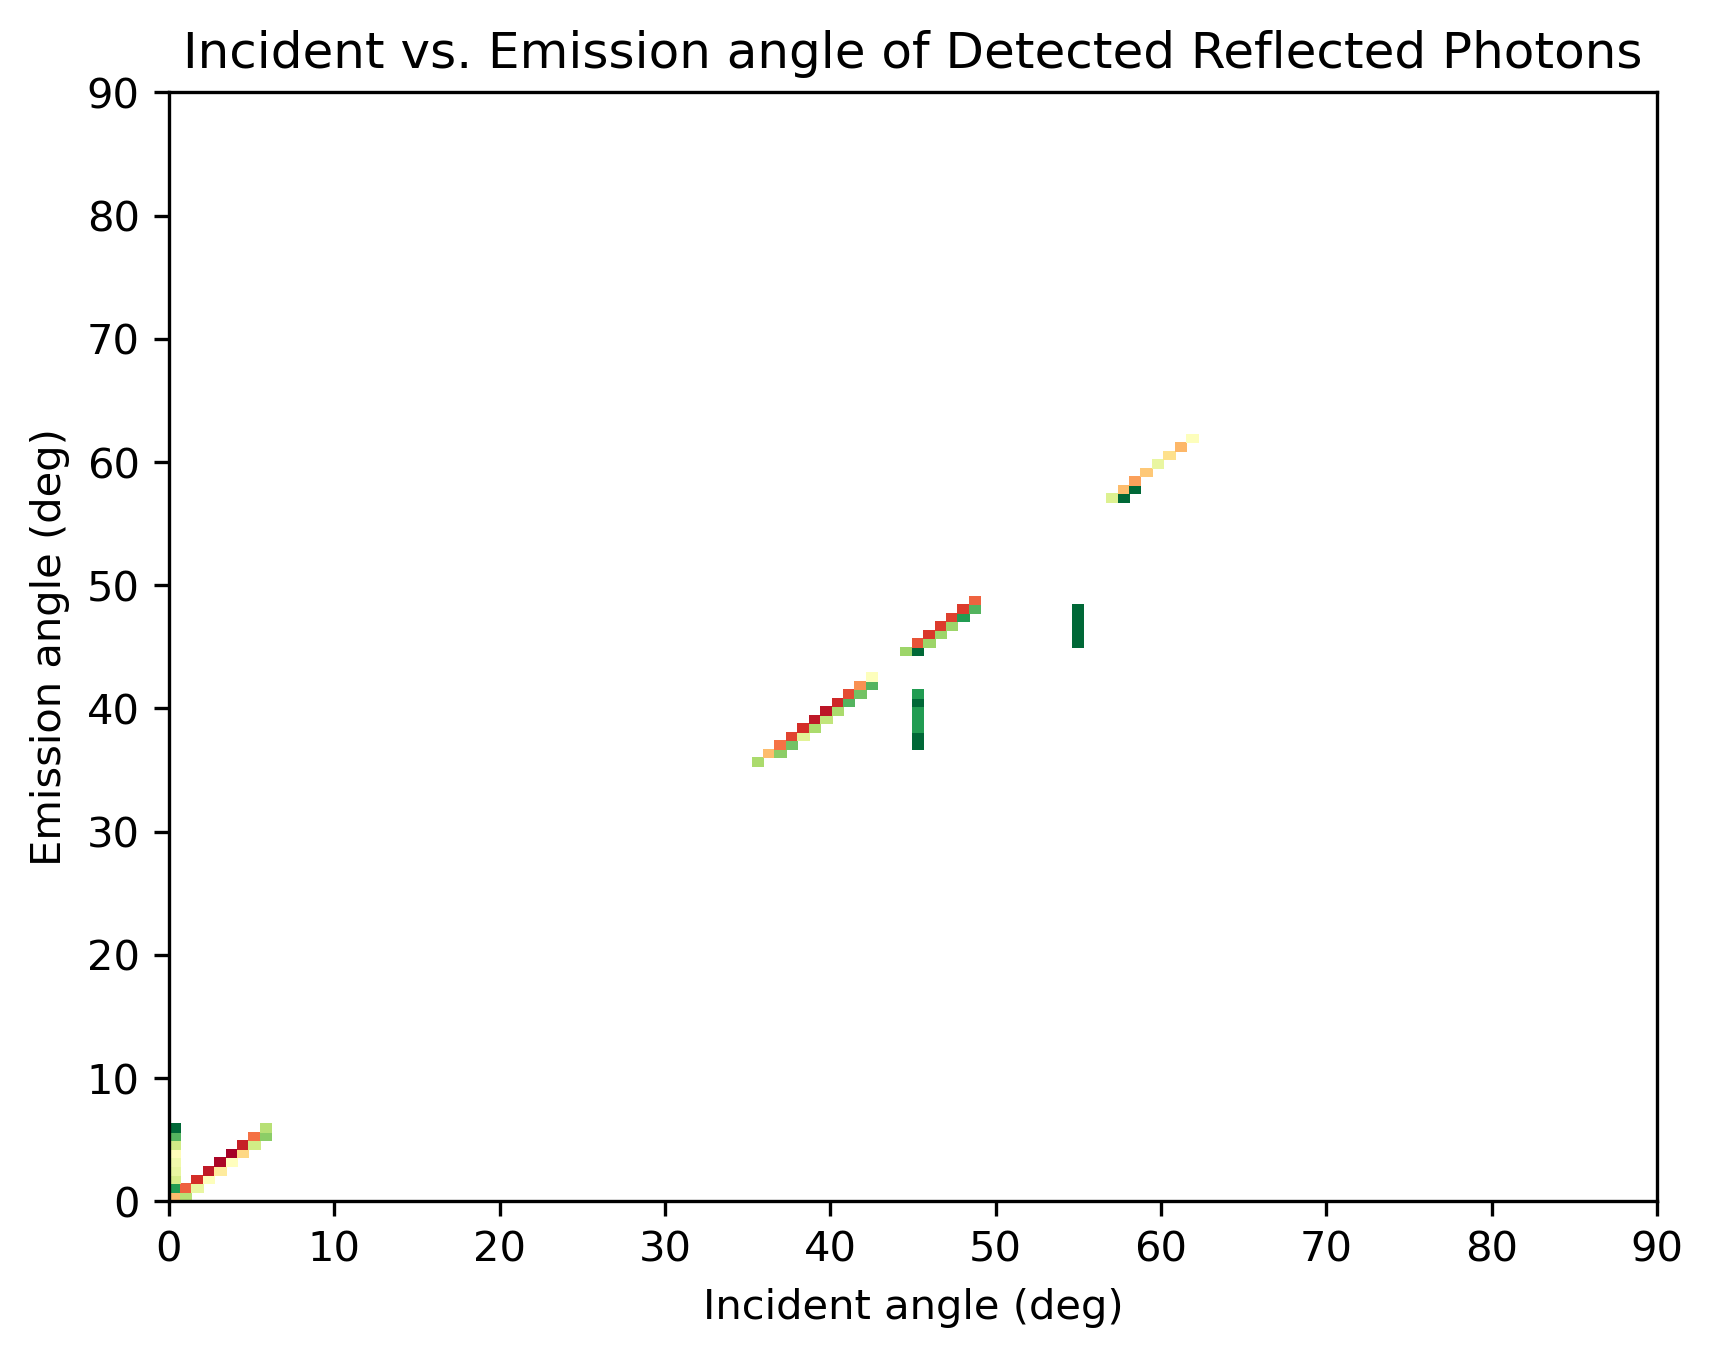 Incident vs. Emission angle of Detected Reflected Photons
90
80
70
60
50
40
30
20
10
0
Emission angle (deg)
0 10 20 30 40 50 60 70 80 90
Incident angle (deg)